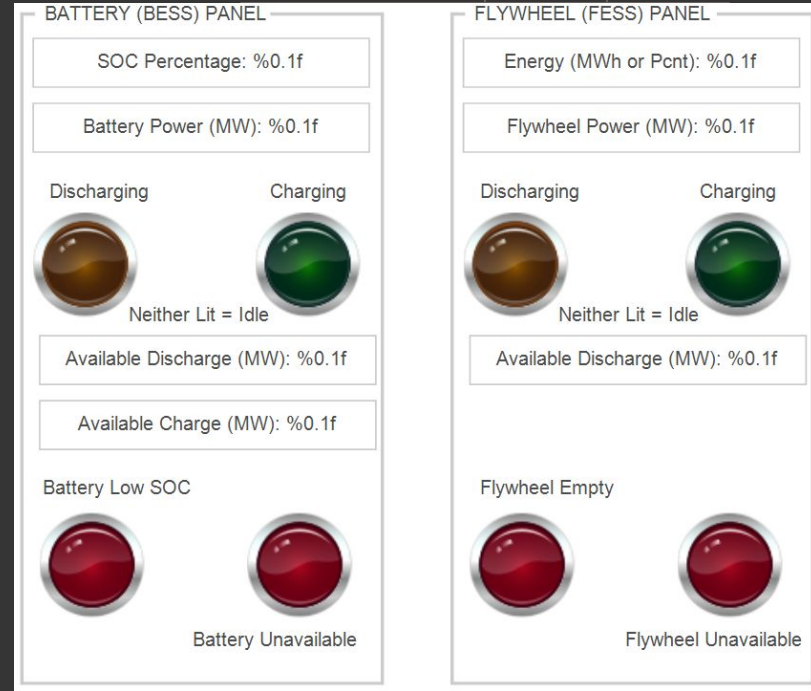 BATTERY (BESS) PANEL
SOC Percentage: %0.1f
Battery Power (MW): %0.1f
Discharging
Charging
Neither Lit = Idle
Available Discharge (MW): %0.1f
Available Charge (MW): %0.1f
Battery Low SOC
Battery Unavailable
FLYWHEEL (FESS) PANEL
Energy (MWh or Pcnt): %0.1f
Flywheel Power (MW): %0.1f
Discharging
Charging
Neither Lit = Idle
Available Discharge (MW): %0.1f
Flywheel Empty
Flywheel Unavailable